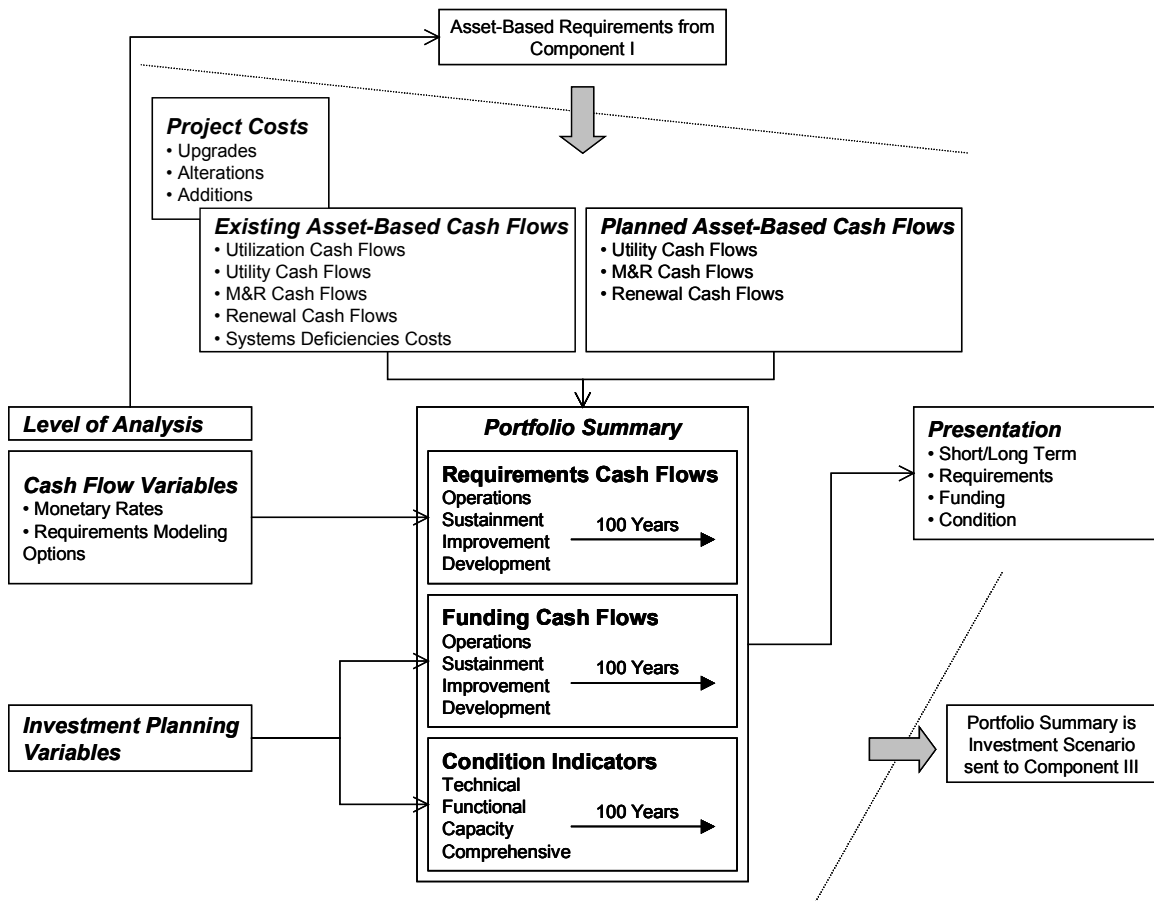 Asset-Based Requirements from
Component I
Project Costs
• Upgrades
• Alterations
• Additions
Existing Asset-Based Cash Flows
• Utilization Cash Flows
• Utility Cash Flows
• M&R Cash Flows
• Renewal Cash Flows
• Systems Deficiencies Costs
Planned Asset-Based Cash Flows
• Utility Cash Flows
• M&R Cash Flows
• Renewal Cash Flows
Level of Analysis
Cash Flow Variables
• Monetary Rates
• Requirements Modeling
Options
Investment Planning
Variables
Portfolio Summary
Requirements Cash Flows
Operations
Sustainment
Improvement
Development
100 Years
Funding Cash Flows
Operations
Sustainment
Improvement
Development
100 Years
Condition Indicators
Technical
Functional
Capacity
Comprehensive
100 Years
Presentation
• Short/Long Term
• Requirements
• Funding
• Condition
Portfolio Summary is
Investment Scenario
sent to Component III